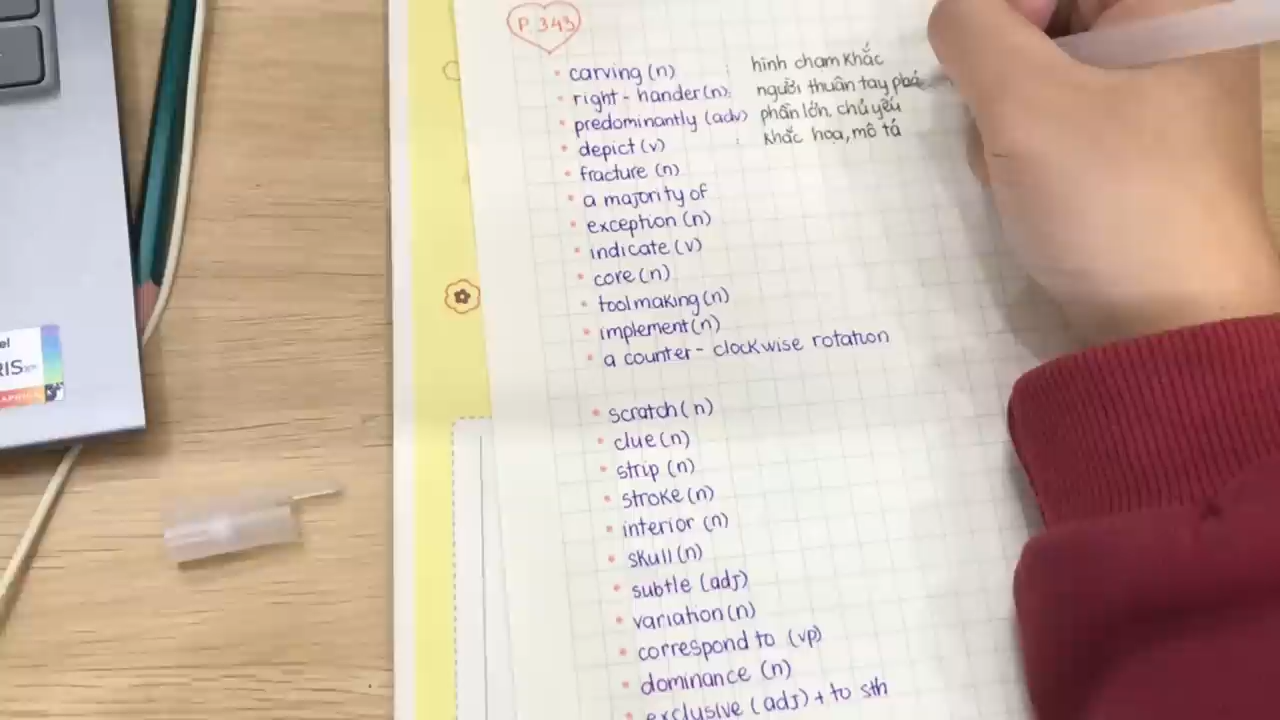 P. 343
carving (n) : hình chạm khắc
right - hander (n): người thuận tay phải
predominantly (adv) phần lớn, chủ yếu
depict (v) : khắc họa, mô tả
fracture (n)
a majority of
exception (n)
indicate (v)
core (n)
toolmaking (n)
implement (n)
a counter - clockwise rotation
scratch (n)
clue (n)
strip (n)
stroke (n)
interior (n)
skull (n)
subtle (adj)
variation (n)
correspond to (vp)
dominance (n)
exclusive (adj) + to sth